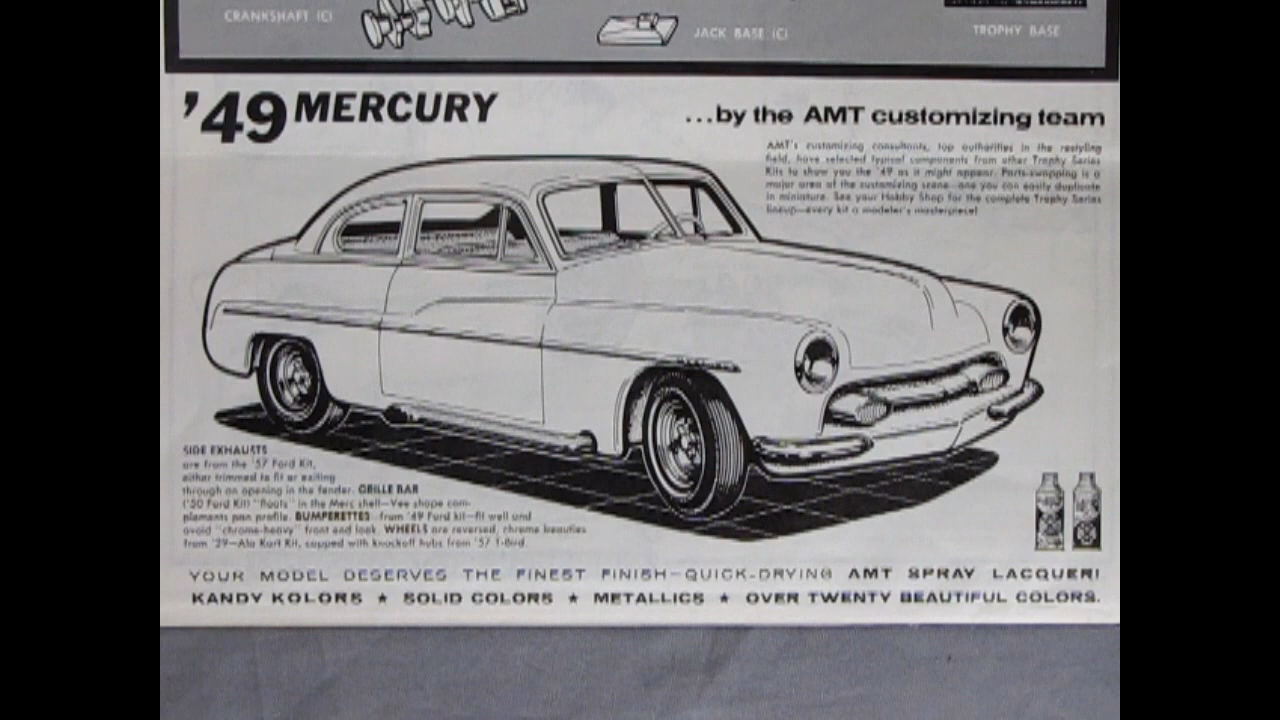 CRANKSHAFT (C)
JACK BASE (C)
TROPHY BASE
'49 MERCURY
...by the AMT customizing team
AMT's customizing consultants, top authorities in the restyling
field, have selected typical components from other Trophy Series
Kits to show you the '49 as it might appear. Parts-swapping is a
major area of the customizing scene—one you can easily duplicate
in miniature. See your Hobby Shop for the complete Trophy Series
lineup—every kit a modeler's masterpiece!
SIDE EXHAUSTS
are from the '57 Ford Kit,
either trimmed to fit or exiting
through an opening in the fender. GRILLE BAR
('50 Ford Kit) "floats" in the Merc shell—Vee shape com-
plements pan profile. BUMPERETTES from '49 Ford kit—fit well and
avoid "chrome-heavy" front end look. WHEELS are reversed, chrome beauties
from '29—Ala Kart Kit, capped with knockoff hubs from '57 T-Bird.
YOUR MODEL DESERVES THE FINEST FINISH—QUICK-DRYING AMT SPRAY LACQUER!
KANDY KOLORS ★ SOLID COLORS ★ METALLICS ★ OVER TWENTY BEAUTIFUL COLORS.